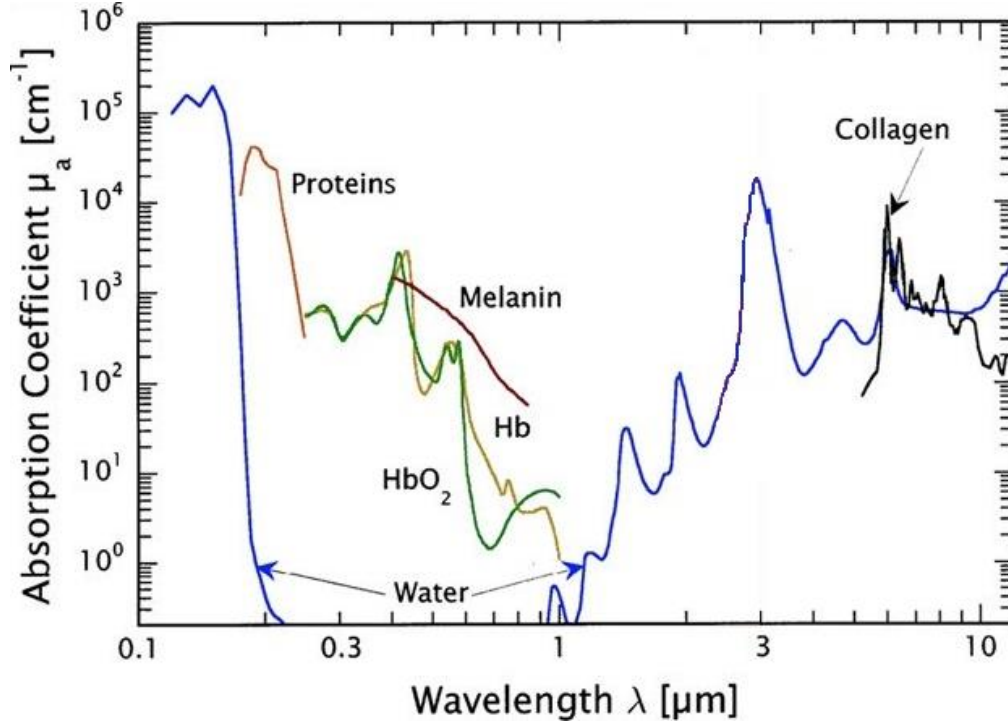 Absorption Coefficient μa [cm-1]
10^6
10^5
10^4
10^3
10^2
10^1
10^0
Collagen
Proteins
Melanin
Hb
HbO2
Water
0.1
0.3
1
3
10
Wavelength λ [μm]